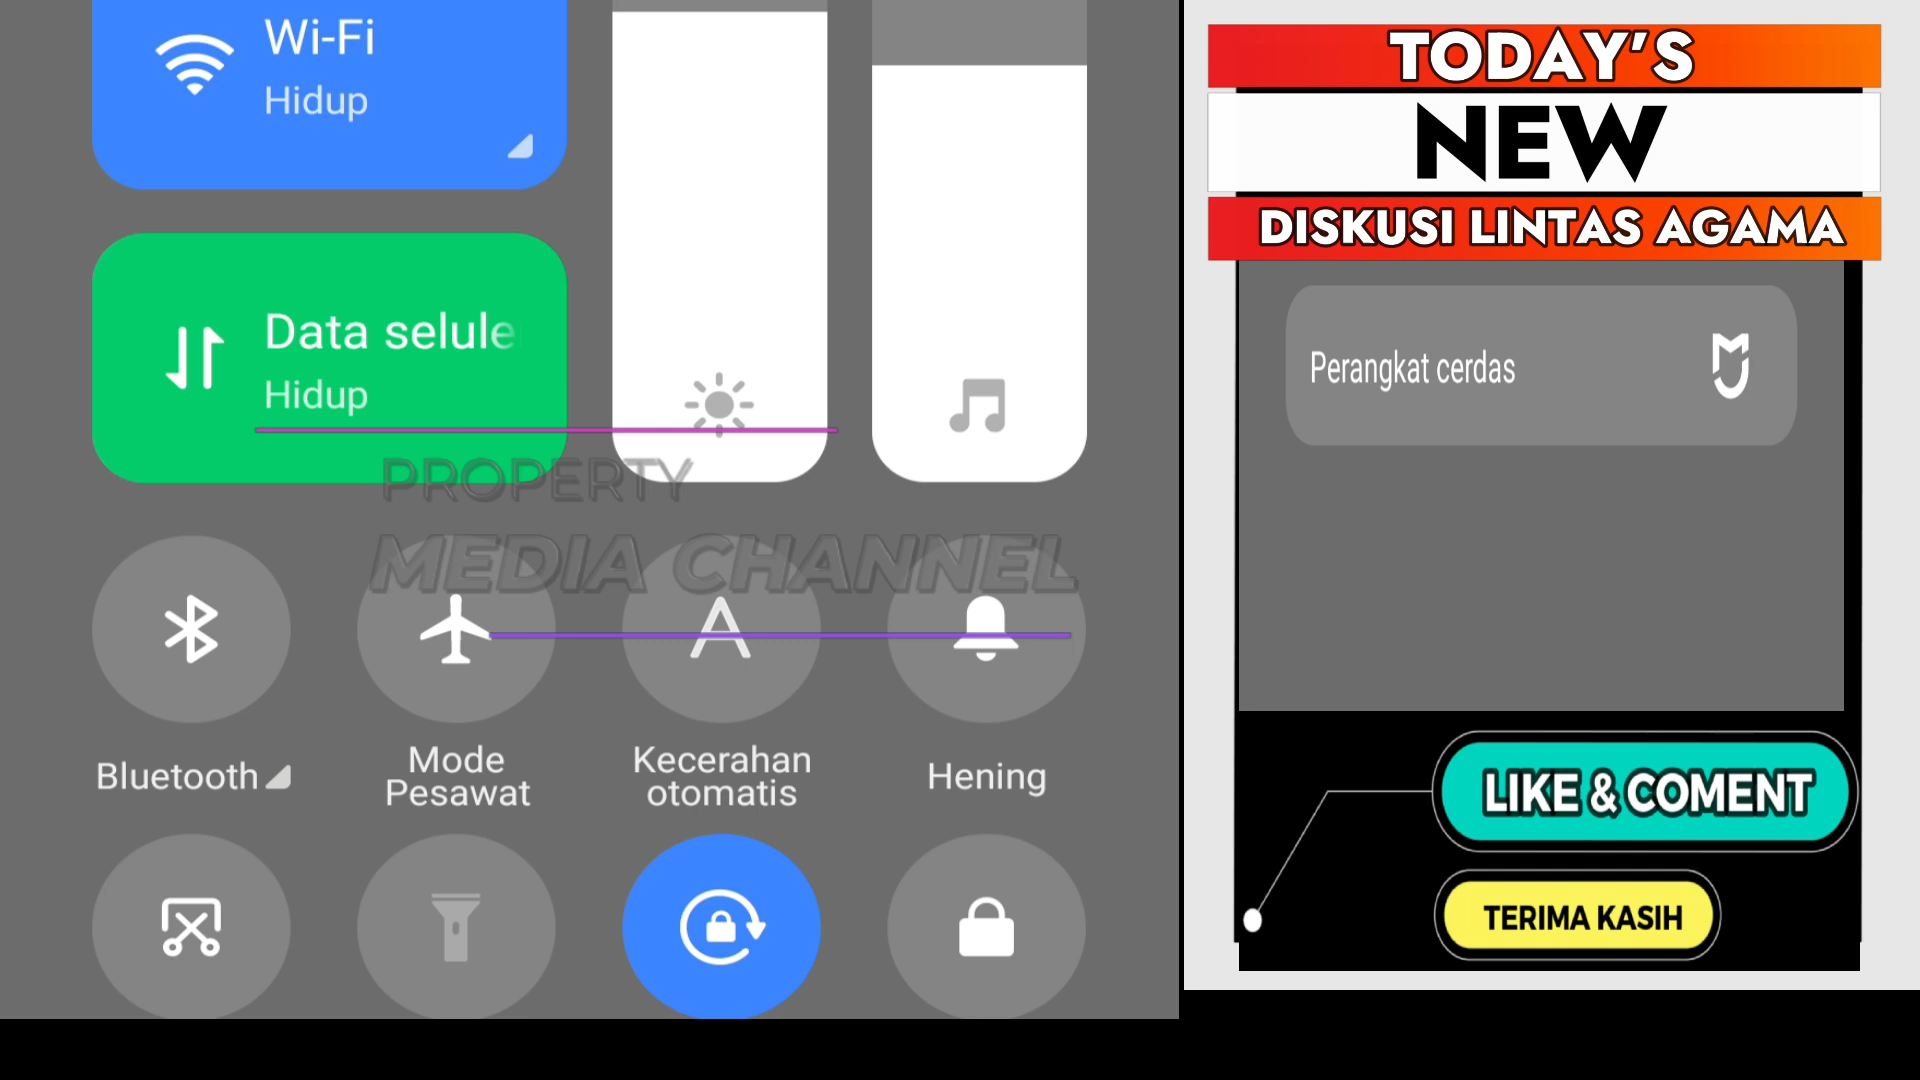 Wi-Fi
Hidup
Data selule
Hidup
PROPERTY
MEDIA CHANNEL
Bluetooth
Mode
Pesawat
Kecerahan
otomatis
Hening
TODAY'S
NEW
DISKUSI LINTAS AGAMA
Perangkat cerdas
LIKE & COMENT
TERIMA KASIH